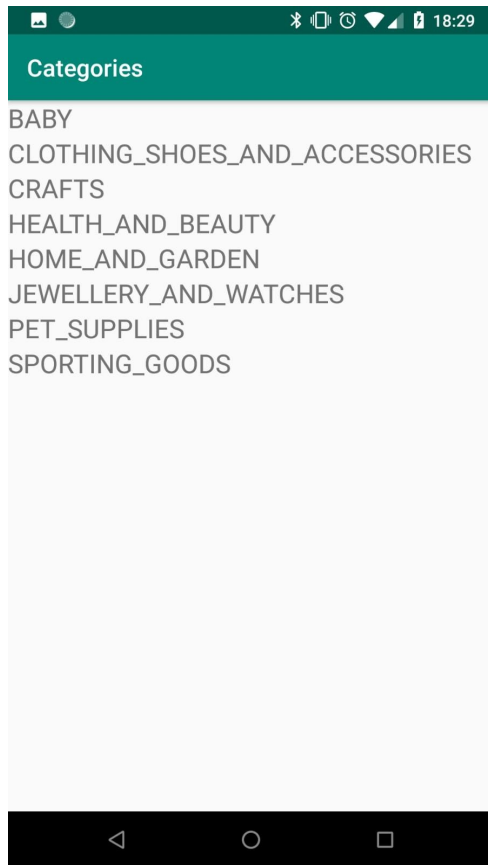 18:29
Categories
BABY
CLOTHING_SHOES_AND_ACCESSORIES
CRAFTS
HEALTH_AND_BEAUTY
HOME_AND_GARDEN
JEWELLERY_AND_WATCHES
PET_SUPPLIES
SPORTING_GOODS